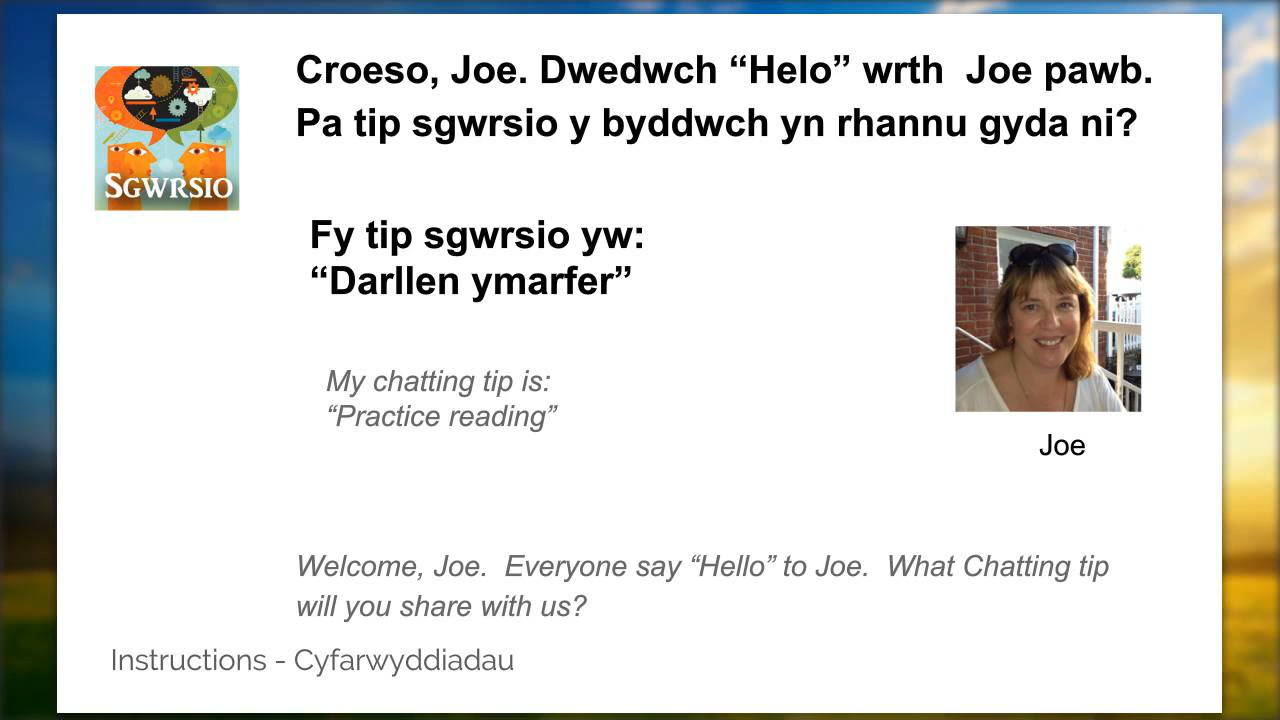 Croeso, Joe. Dwedwch “Helo” wrth  Joe pawb.
Pa tip sgwrsio y byddwch yn rhannu gyda ni?
SGWRSIO
Fy tip sgwrsio yw:
“Darllen ymarfer”
My chatting tip is:
“Practice reading”
Joe
Welcome, Joe.  Everyone say “Hello” to Joe.  What Chatting tip
will you share with us?
Instructions - Cyfarwyddiadau